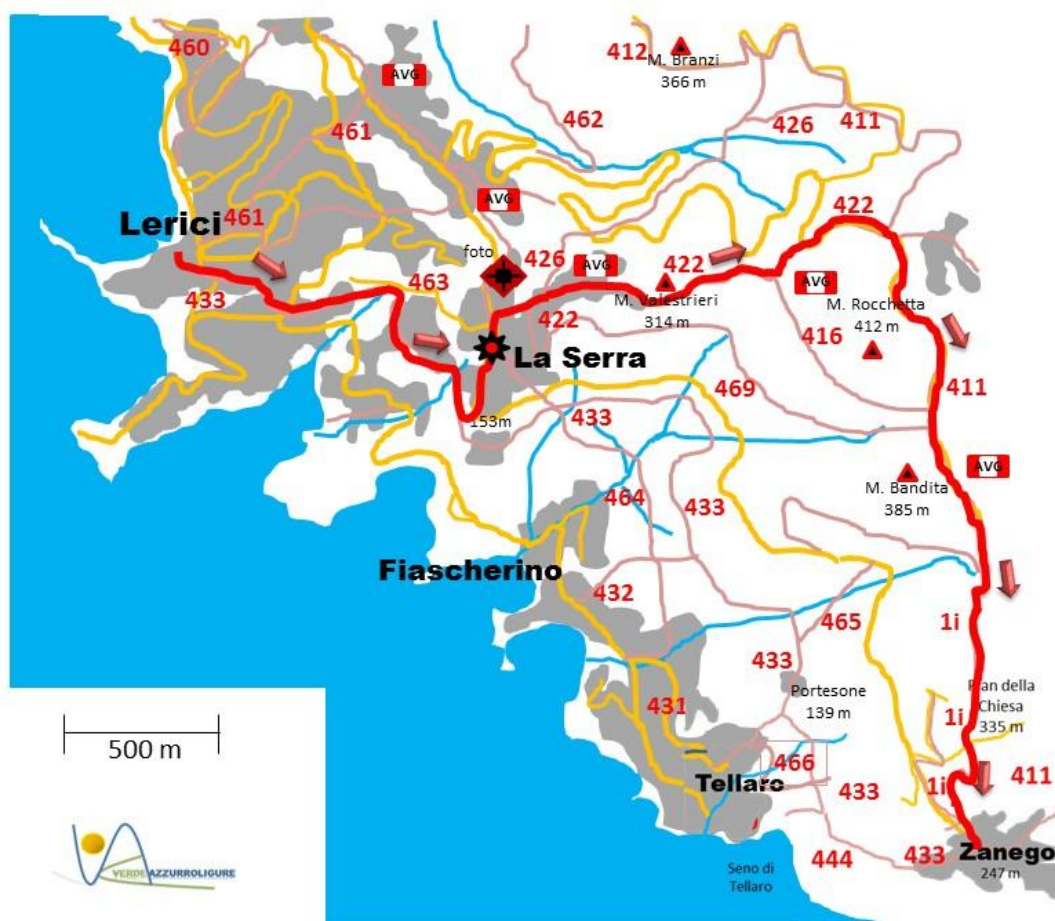 460
412
M. Branzi
366 m
AVG
462
426
411
461
AVG
461
Lerici
422
foto
426
AVG
422
463
433
AVG
M. Valestrieri
314 m
M. Rocchetta
412 m
422
416
La Serra
469
411
153m
433
AVG
M. Bandita
385 m
464
433
Fiascherino
432
465
1i
433
Portesone
139 m
Pian della
Chiesa
335 m
431
1i
500 m
466
Tellaro
433
1i
411
444
433
Zanego
247 m
Seno di
Tellaro
VERDEAZZURROLIGURE